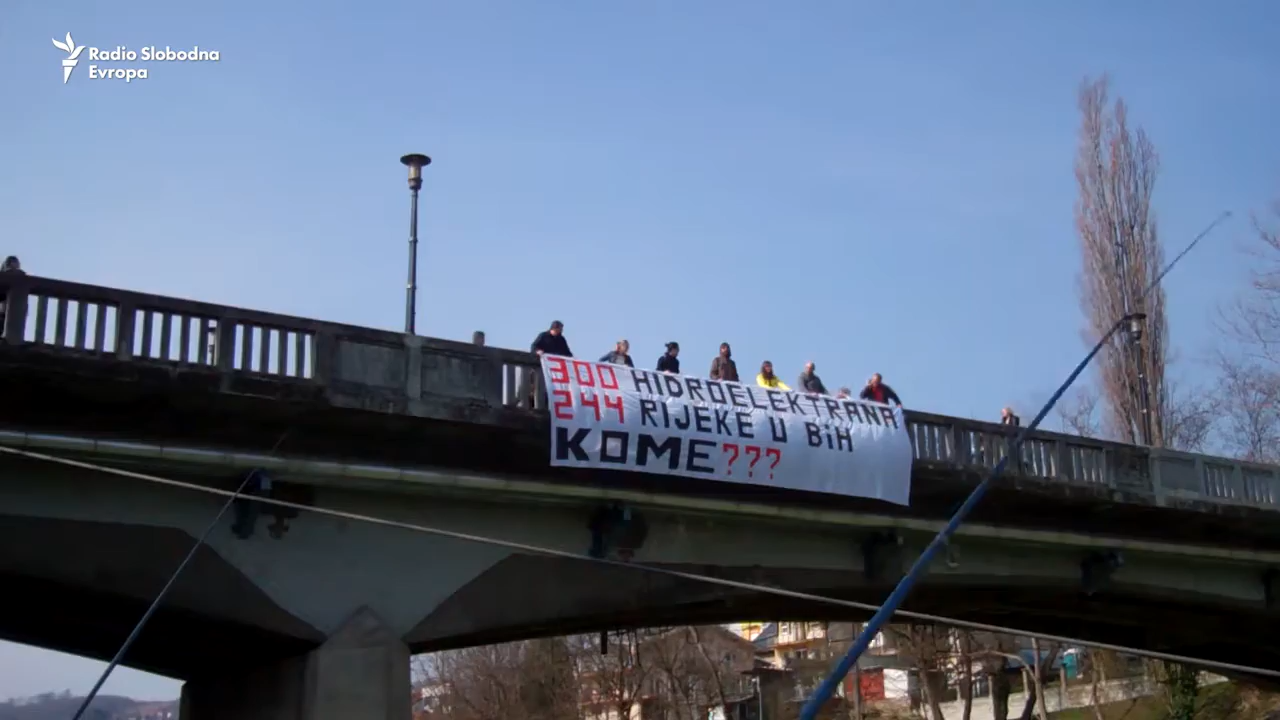 Radio Slobodna
Evropa
300 HIDROELEKTRANA
244 RIJEKE U BiH
KOME???